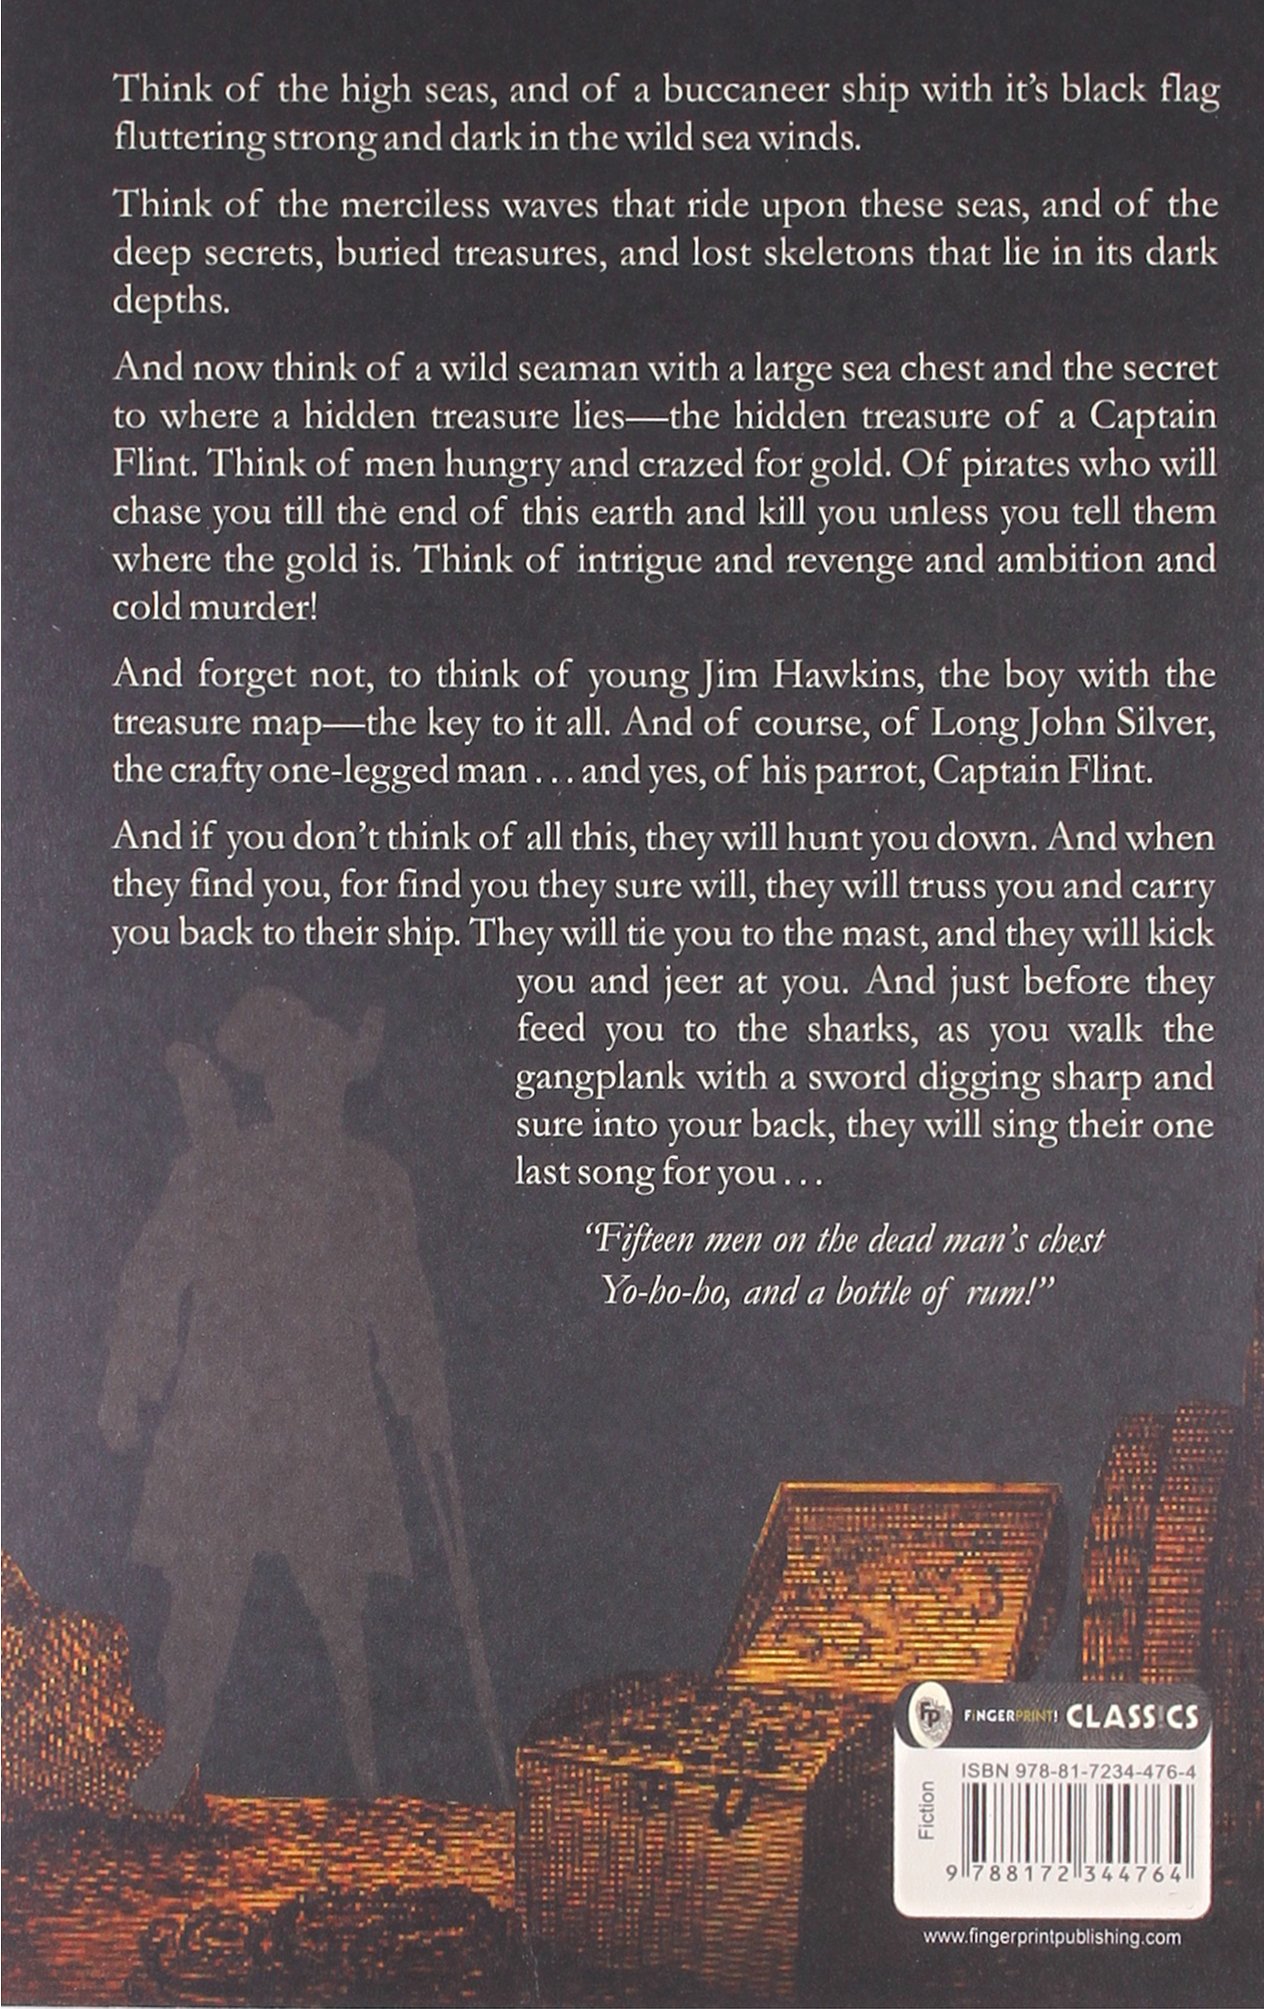 Think of the high seas, and of a buccaneer ship with it's black flag
fluttering strong and dark in the wild sea winds.
Think of the merciless waves that ride upon these seas, and of the
deep secrets, buried treasures, and lost skeletons that lie in its dark
depths.
And now think of a wild seaman with a large sea chest and the secret
to where a hidden treasure lies—the hidden treasure of a Captain
Flint. Think of men hungry and crazed for gold. Of pirates who will
chase you till the end of this earth and kill you unless you tell them
where the gold is. Think of intrigue and revenge and ambition and
cold murder!
And forget not, to think of young Jim Hawkins, the boy with the
treasure map—the key to it all. And of course, of Long John Silver,
the crafty one-legged man . . . and yes, of his parrot, Captain Flint.
And if you don't think of all this, they will hunt you down. And when
they find you, for find you they sure will, they will truss you and carry
you back to their ship. They will tie you to the mast, and they will kick
you and jeer at you. And just before they
feed you to the sharks, as you walk the
gangplank with a sword digging sharp and
sure into your back, they will sing their one
last song for you . . .
"Fifteen men on the dead man's chest
Yo-ho-ho, and a bottle of rum!"
FP FiNGERPRINT! CLASSICS
ISBN 978-81-7234-476-4
Fiction
9 788172 344764
www.fingerprintpublishing.com